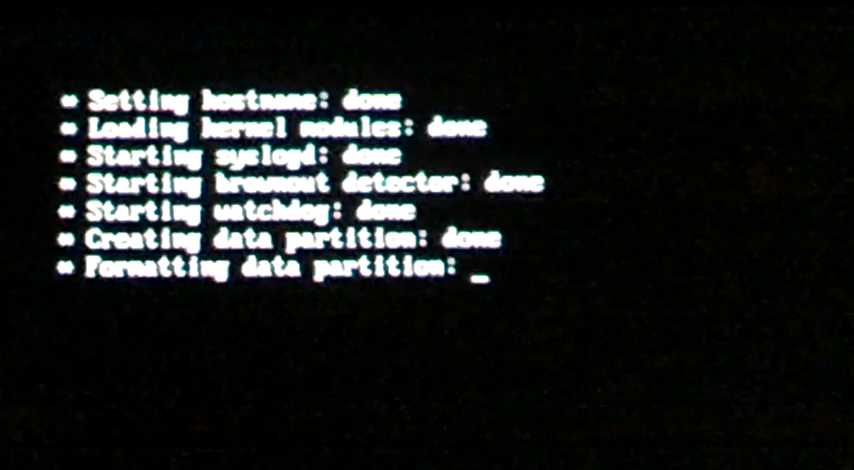 * Setting hostname: done
* Loading kernel modules: done
* Starting syslogd: done
* Starting brownout detector: done
* Starting watchdog: done
* Creating data partition: done
* Formatting data partition: _